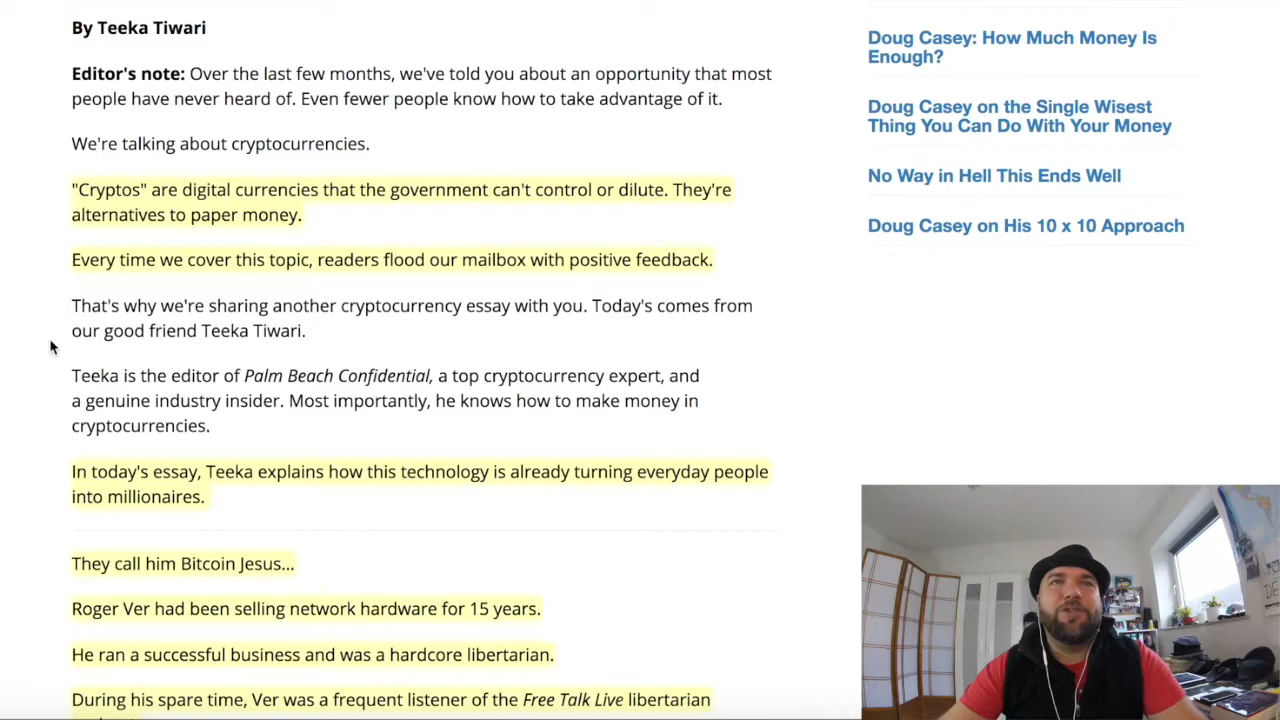 By Teeka Tiwari
Editor's note: Over the last few months, we've told you about an opportunity that most
people have never heard of. Even fewer people know how to take advantage of it.
We're talking about cryptocurrencies.
"Cryptos" are digital currencies that the government can't control or dilute. They're
alternatives to paper money.
Every time we cover this topic, readers flood our mailbox with positive feedback.
That's why we're sharing another cryptocurrency essay with you. Today's comes from
our good friend Teeka Tiwari.
Teeka is the editor of Palm Beach Confidential, a top cryptocurrency expert, and
a genuine industry insider. Most importantly, he knows how to make money in
cryptocurrencies.
In today's essay, Teeka explains how this technology is already turning everyday people
into millionaires.
They call him Bitcoin Jesus...
Roger Ver had been selling network hardware for 15 years.
He ran a successful business and was a hardcore libertarian.
During his spare time, Ver was a frequent listener of the Free Talk Live libertarian
Doug Casey: How Much Money Is
Enough?
Doug Casey on the Single Wisest
Thing You Can Do With Your Money
No Way in Hell This Ends Well
Doug Casey on His 10 x 10 Approach